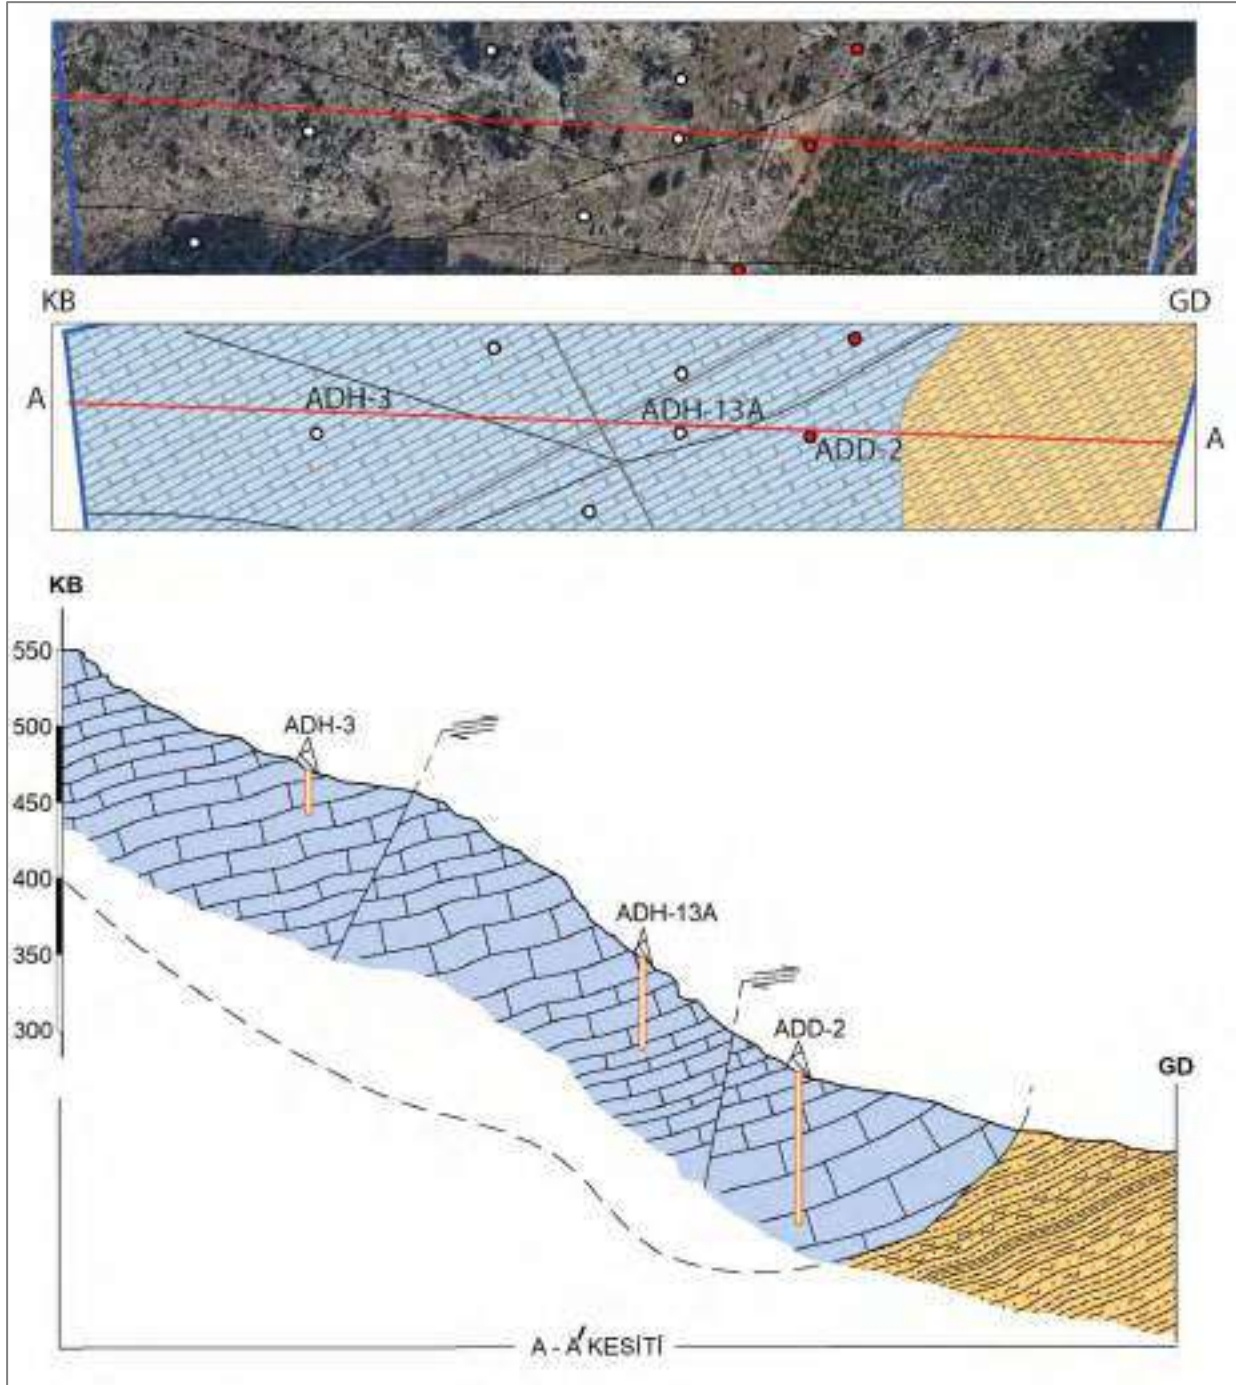 KB GD
A ADH-3 ADH-13A A
ADD-2
KB
550
500 ADH-3
450
400
ADH-13A
350
300 ADD-2
GD
A - A' KESİTİ